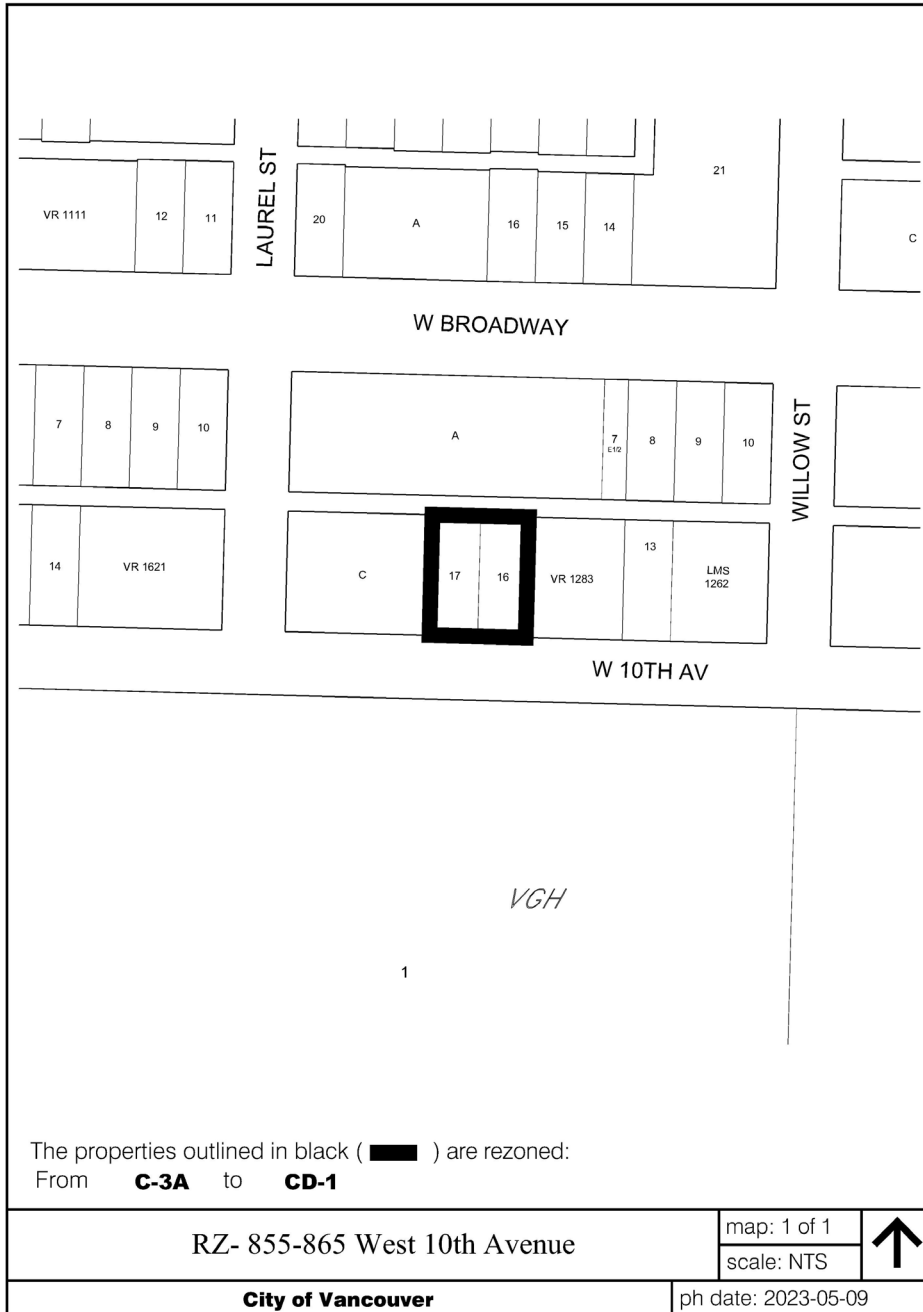 VR 1111
12
11
LAUREL ST
20
A
16
15
14
21
C
W BROADWAY
7
8
9
10
A
7
E1/2
8
9
10
WILLOW ST
14
VR 1621
C
17
16
VR 1283
13
LMS
1262
W 10TH AV
VGH
1
The properties outlined in black ( ) are rezoned:
From C-3A to CD-1
RZ- 855-865 West 10th Avenue
map: 1 of 1
scale: NTS
City of Vancouver
ph date: 2023-05-09